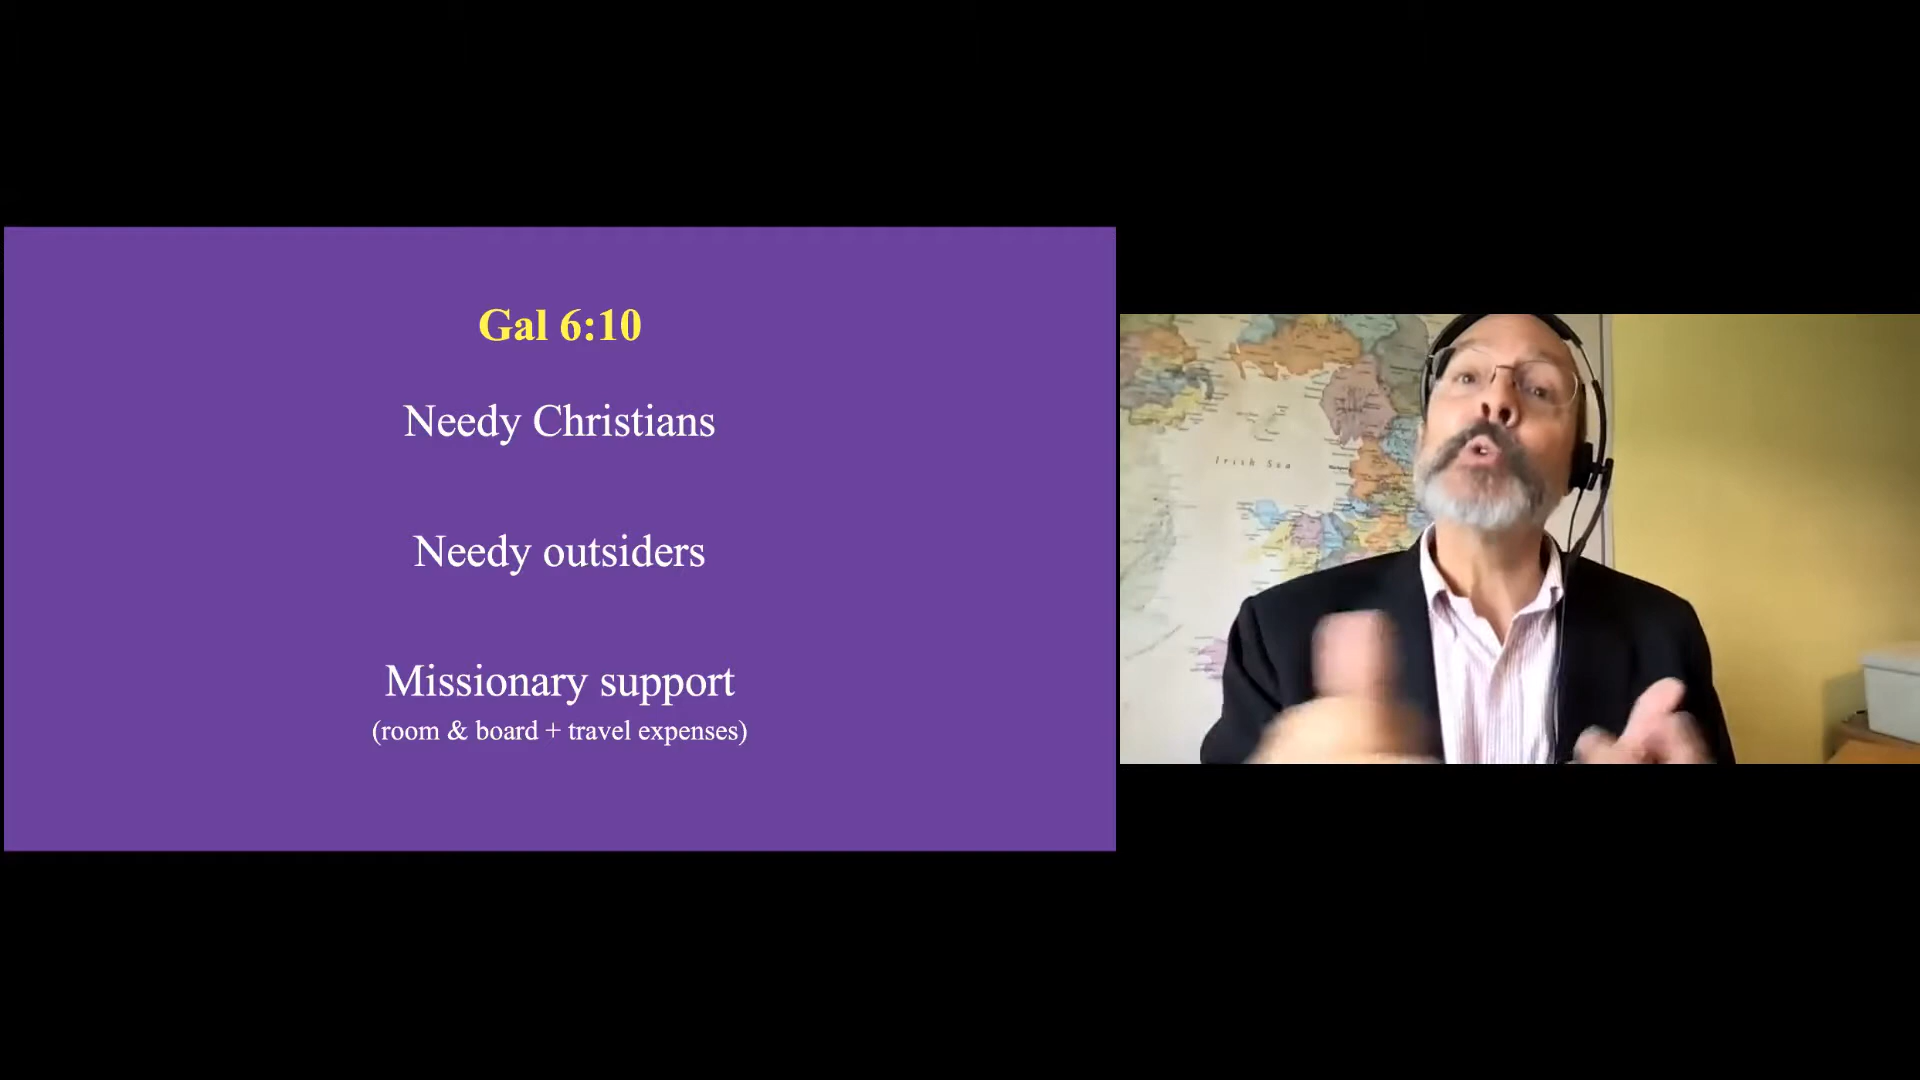 Gal 6:10
Needy Christians
Needy outsiders
Missionary support
(room & board + travel expenses)
Irish Sea